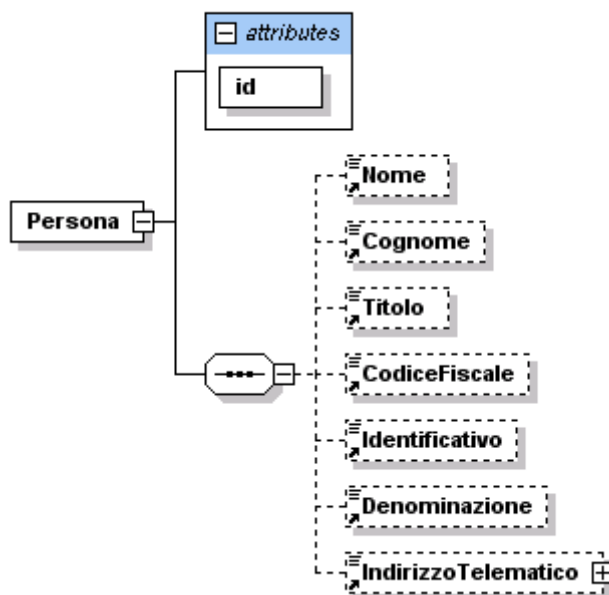 attributes
id
Nome
Persona
Cognome
Titolo
CodiceFiscale
Identificativo
Denominazione
IndirizzoTelematico